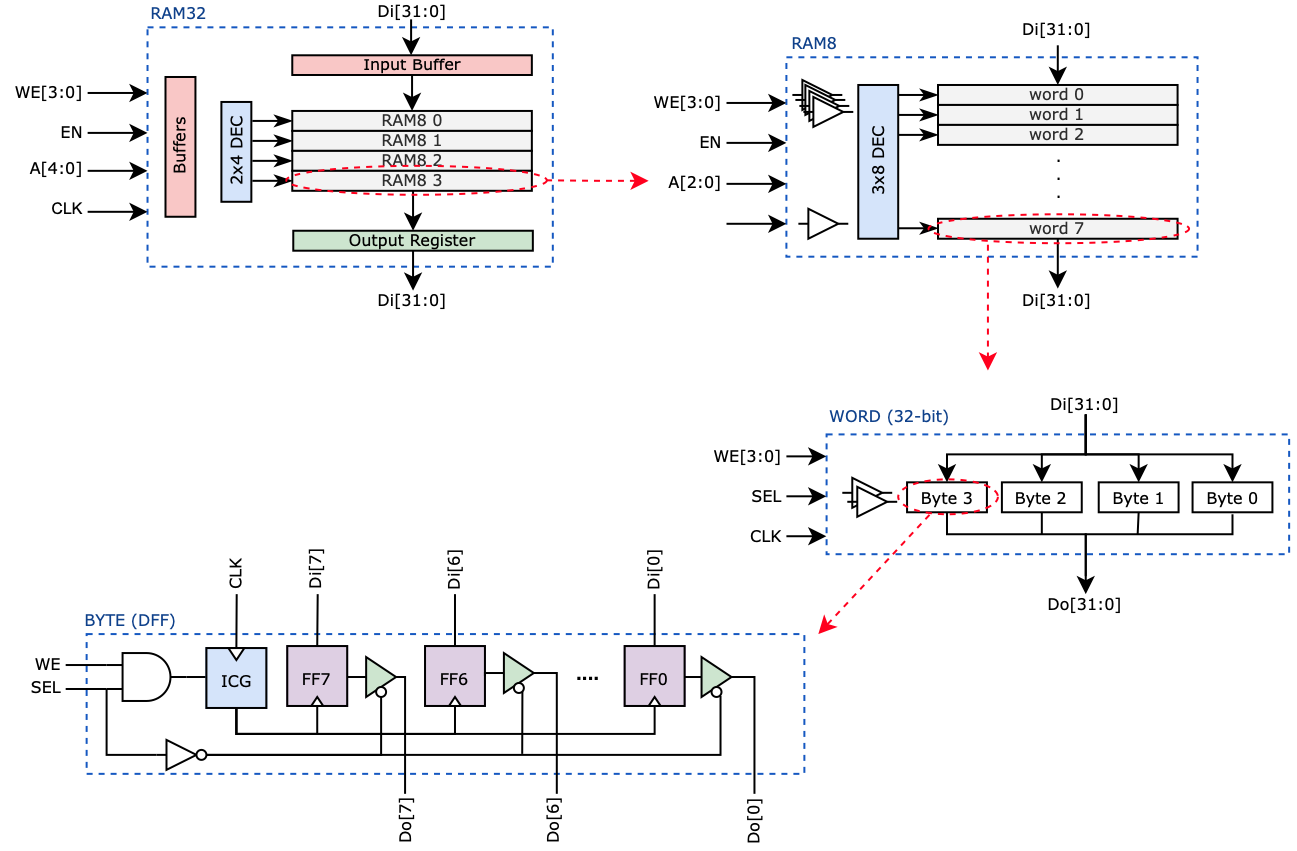 RAM32
Di[31:0]
Input Buffer
WE[3:0]
EN
A[4:0]
CLK
Buffers
2x4 DEC
RAM8 0
RAM8 1
RAM8 2
RAM8 3
Output Register
Di[31:0]
RAM8
Di[31:0]
WE[3:0]
EN
A[2:0]
3x8 DEC
word 0
word 1
word 2
.
.
.
word 7
Di[31:0]
WORD (32-bit)
Di[31:0]
WE[3:0]
SEL
CLK
Byte 3
Byte 2
Byte 1
Byte 0
Do[31:0]
BYTE (DFF)
CLK
Di[7]
Di[6]
Di[0]
WE
SEL
ICG
FF7
FF6
....
FF0
Do[7]
Do[6]
Do[0]